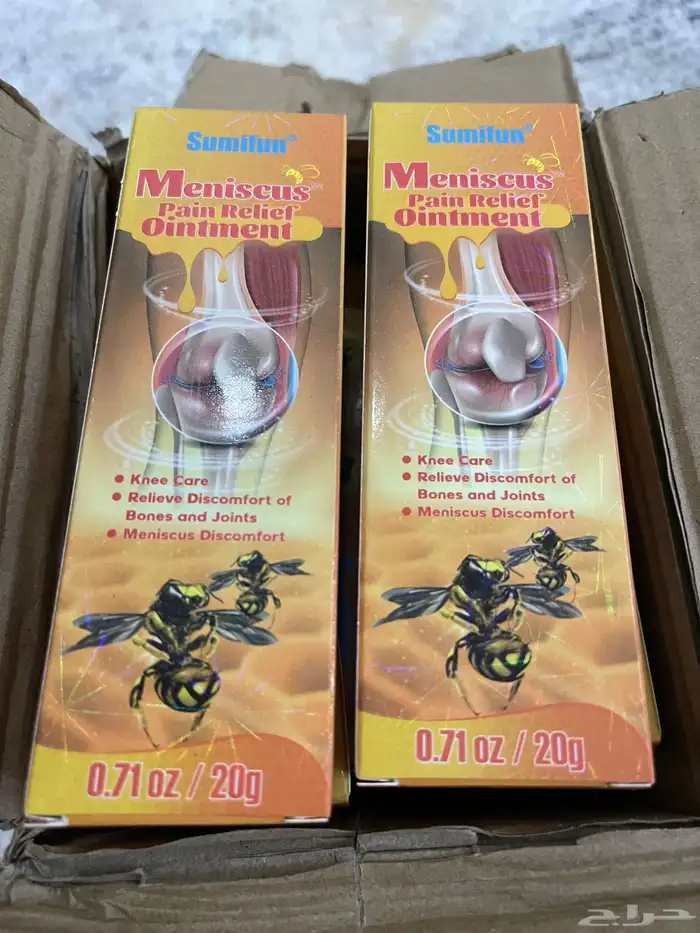 Sumifun®
Meniscus
Pain Relief
Ointment
• Knee Care
• Relieve Discomfort of
Bones and Joints
• Meniscus Discomfort
0.71 oz / 20g
Sumifun®
Meniscus
Pain Relief
Ointment
• Knee Care
• Relieve Discomfort of
Bones and Joints
• Meniscus Discomfort
0.71 oz / 20g
حراج